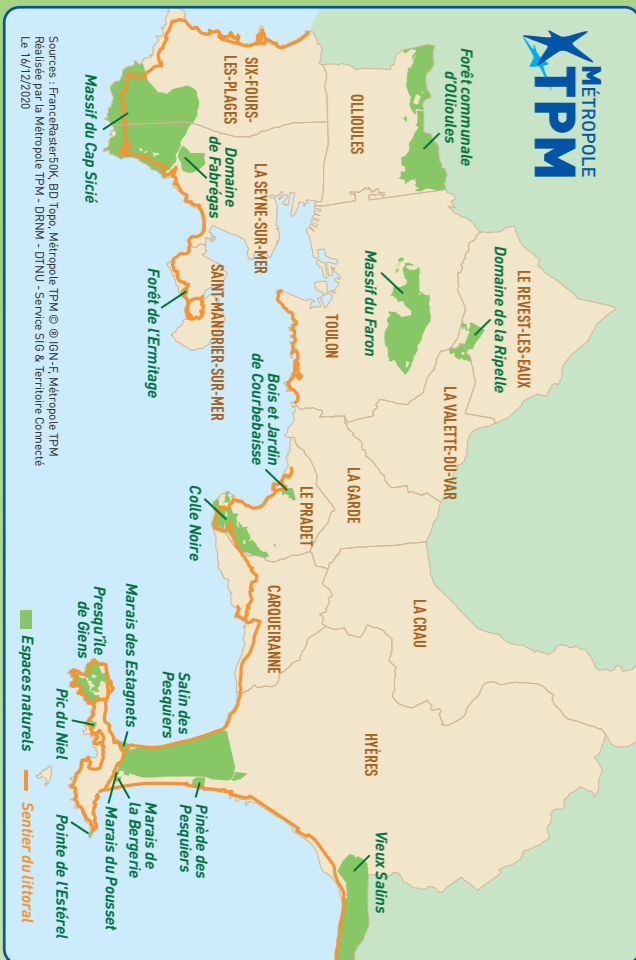 MÉTROPOLE
TPM
Forêt communale
d'Ollioules
OLLIOULES
SIX-FOURS-
LES-PLAGES
Massif du Cap Sicié
Domaine
de Fabrégas
LA SEYNE-SUR-MER
SAINT-MANDRIER-SUR-MER
Forêt de l'Ermitage
TOULON
Massif du Faron
LE REVEST-LES-EAUX
Domaine de la Ripelle
LA VALETTE-DU-VAR
Bois et Jardin
de Courbebaisse
LA GARDE
LE PRADET
Colle Noire
CARQUEIRANNE
LA CRAU
HYÈRES
Vieux Salins
Salin des
Pesquiers
Pinède des
Pesquiers
Marais des Estagnets
Marais de
la Bergerie
Marais du Pousset
Presqu'île
de Giens
Pic du Niel
Pointe de l'Estérel
Espaces naturels
Sentier du littoral
Sources : FranceRaster50K, BD Topo, Métropole TPM © ® IGN-F, Métropole TPM
Réalisée par la Métropole TPM - DRNM - DTNU - Service SIG & Territoire Connecté
Le 16/12/2020